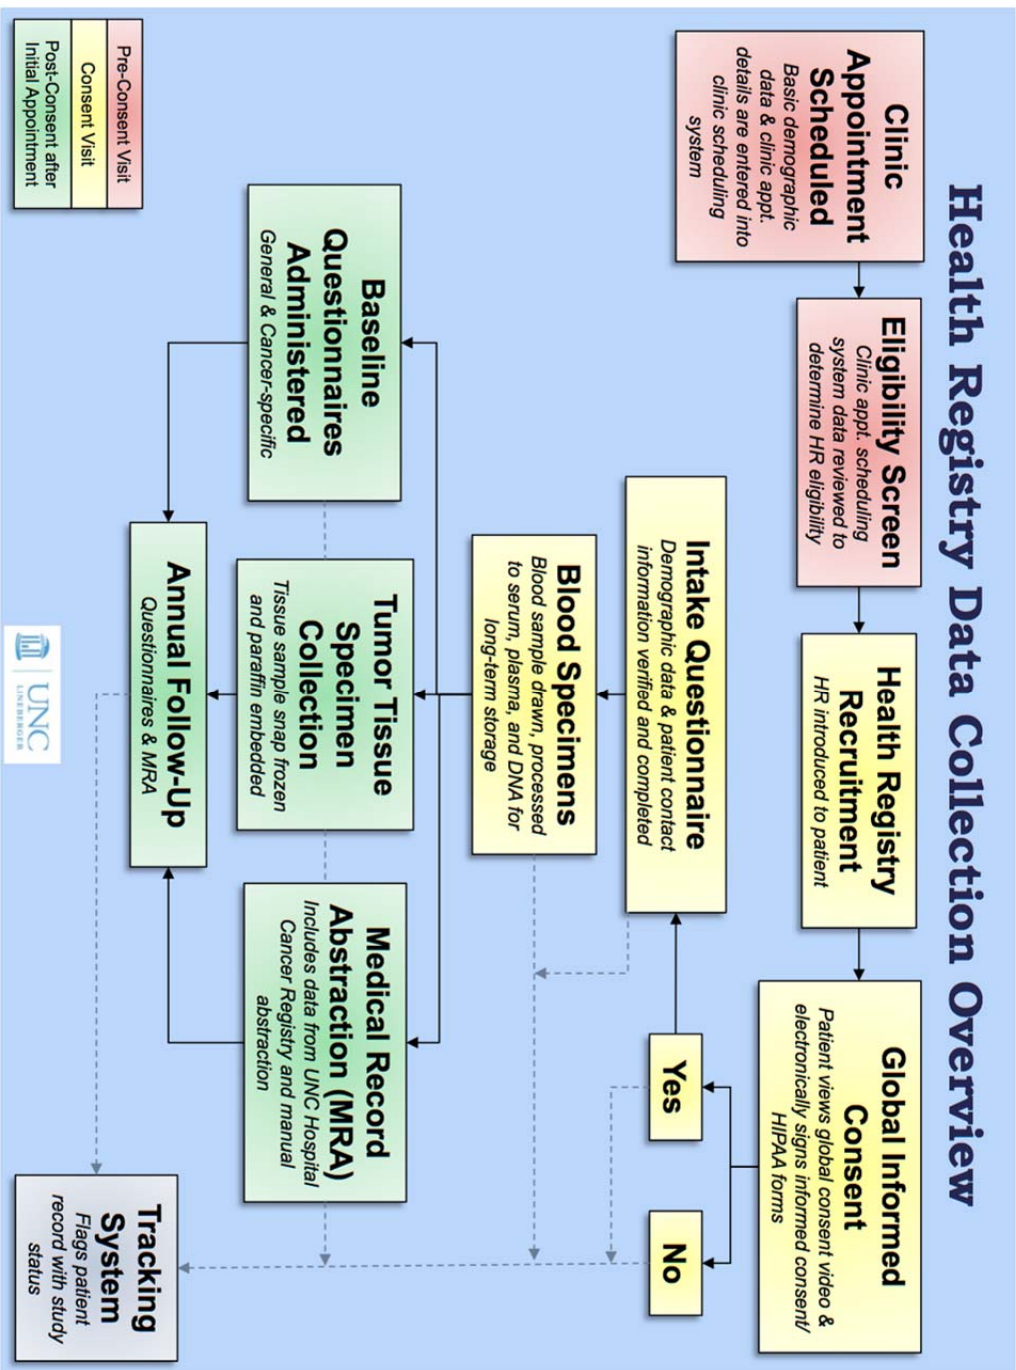 Health Registry Data Collection Overview
Clinic
Appointment
Scheduled
Basic demographic
data & clinic appt.
details are entered into
clinic scheduling
system
Eligibility Screen
Clinic appt. scheduling
system data reviewed to
determine HR eligibility
Health Registry
Recruitment
HR introduced to patient
Global Informed
Consent
Patient views global consent video &
electronically signs informed consent/
HIPAA forms
Yes
No
Intake Questionnaire
Demographic data & patient contact
information verified and completed
Blood Specimens
Blood sample drawn, processed
to serum, plasma, and DNA for
long-term storage
Baseline
Questionnaires
Administered
General & Cancer-specific
Tumor Tissue
Specimen
Collection
Tissue sample snap frozen
and paraffin embedded
Medical Record
Abstraction (MRA)
Includes data from UNC Hospital
Cancer Registry and manual
abstraction
Annual Follow-Up
Questionnaires & MRA
Tracking
System
Flags patient
record with study
status
Pre-Consent Visit
Consent Visit
Post-Consent after
Initial Appointment
UNC
LINEBERGER